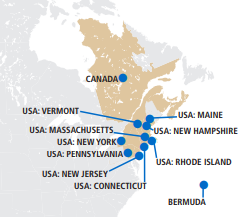 CANADA
USA: VERMONT
USA: MAINE
USA: MASSACHUSETTS
USA: NEW HAMPSHIRE
USA: NEW YORK
USA: PENNSYLVANIA
USA: RHODE ISLAND
USA: NEW JERSEY
USA: CONNECTICUT
BERMUDA